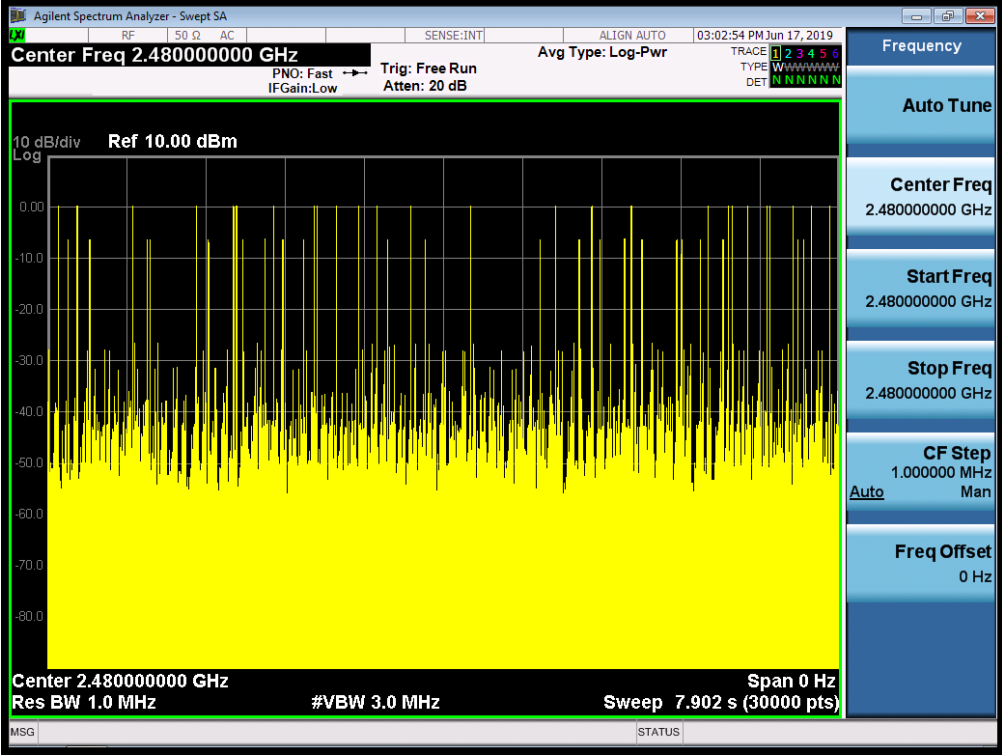 Agilent Spectrum Analyzer - Swept SA
LXI RF 50 Ω AC SENSE:INT ALIGN AUTO 03:02:54 PM Jun 17, 2019
Center Freq 2.480000000 GHz
PNO: Fast
IFGain:Low
Trig: Free Run
Atten: 20 dB
Avg Type: Log-Pwr
TRACE 1 2 3 4 5 6
TYPE WWWWWW
DET N N N N N N
10 dB/div Ref 10.00 dBm
Log
0.00
-10.0
-20.0
-30.0
-40.0
-50.0
-60.0
-70.0
-80.0
Center 2.480000000 GHz Span 0 Hz
Res BW 1.0 MHz #VBW 3.0 MHz Sweep 7.902 s (30000 pts)
MSG STATUS
Frequency
Auto Tune
Center Freq
2.480000000 GHz
Start Freq
2.480000000 GHz
Stop Freq
2.480000000 GHz
CF Step
1.000000 MHz
Auto Man
Freq Offset
0 Hz